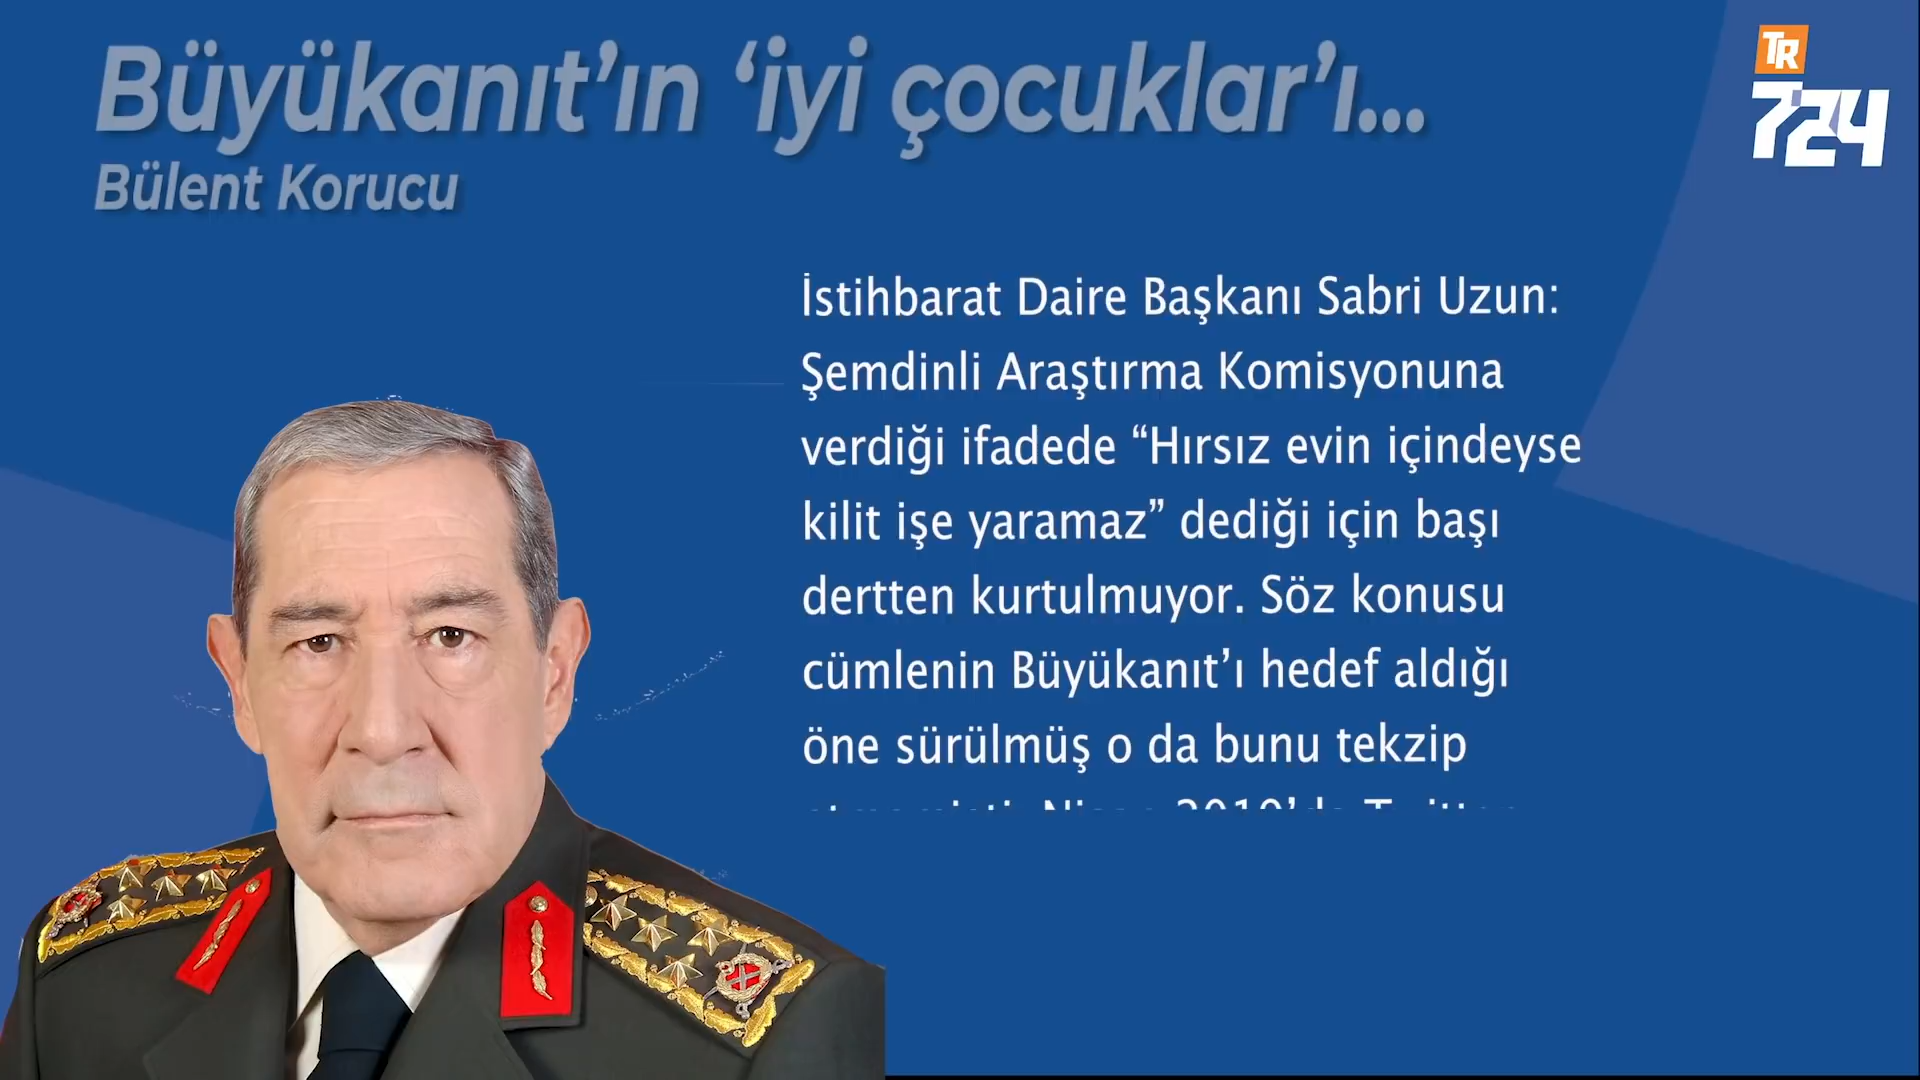 Büyükanıt’ın ‘iyi çocuklar’ı...
Bülent Korucu
TR
724
İstihbarat Daire Başkanı Sabri Uzun:
Şemdinli Araştırma Komisyonuna
verdiği ifadede “Hırsız evin içindeyse
kilit işe yaramaz” dediği için başı
dertten kurtulmuyor. Söz konusu
cümlenin Büyükanıt’ı hedef aldığı
öne sürülmüş o da bunu tekzip